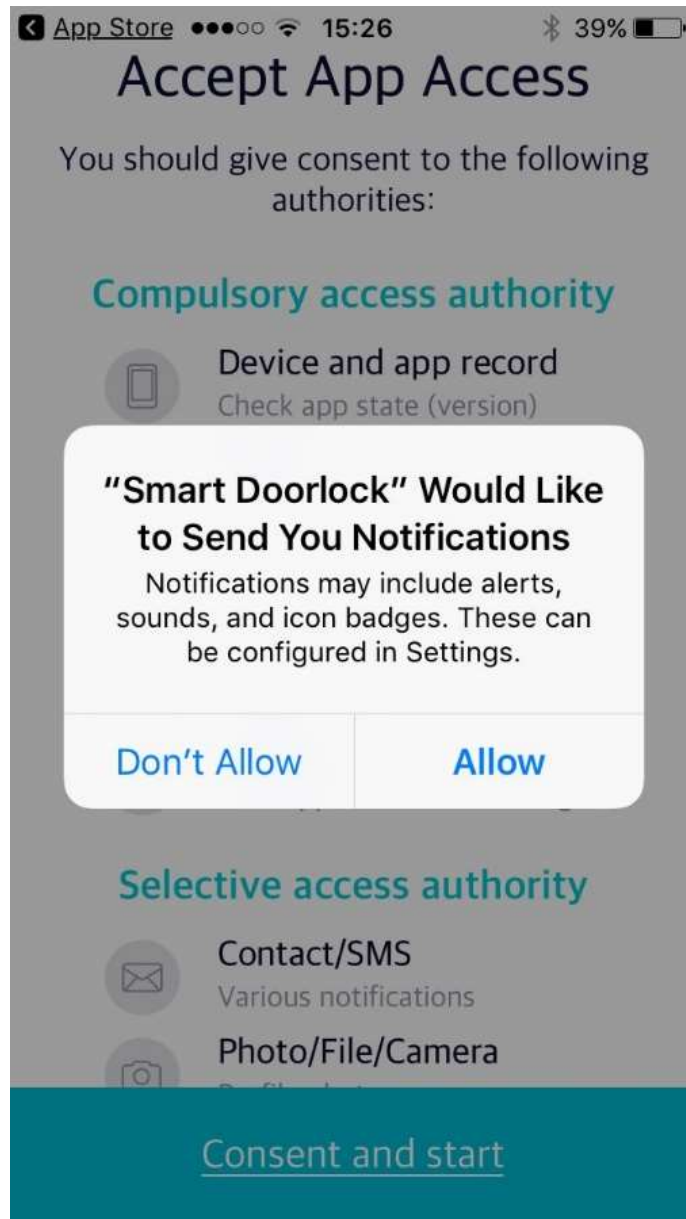 App Store 15:26 39%
Accept App Access
You should give consent to the following
authorities:
Compulsory access authority
Device and app record
Check app state (version)
"Smart Doorlock" Would Like
to Send You Notifications
Notifications may include alerts,
sounds, and icon badges. These can
be configured in Settings.
Don't Allow Allow
Selective access authority
Contact/SMS
Various notifications
Photo/File/Camera
Consent and start